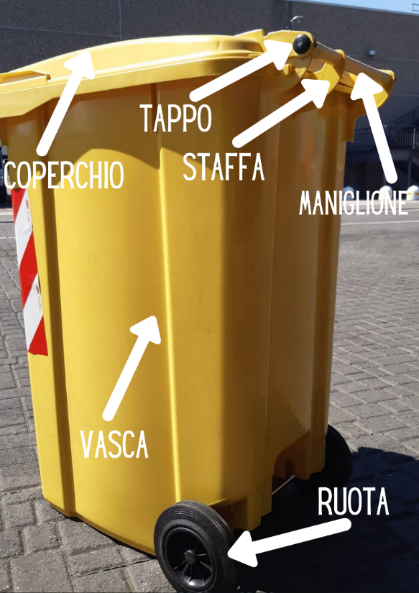 TAPPO
STAFFA
COPERCHIO
MANIGLIONE
VASCA
RUOTA